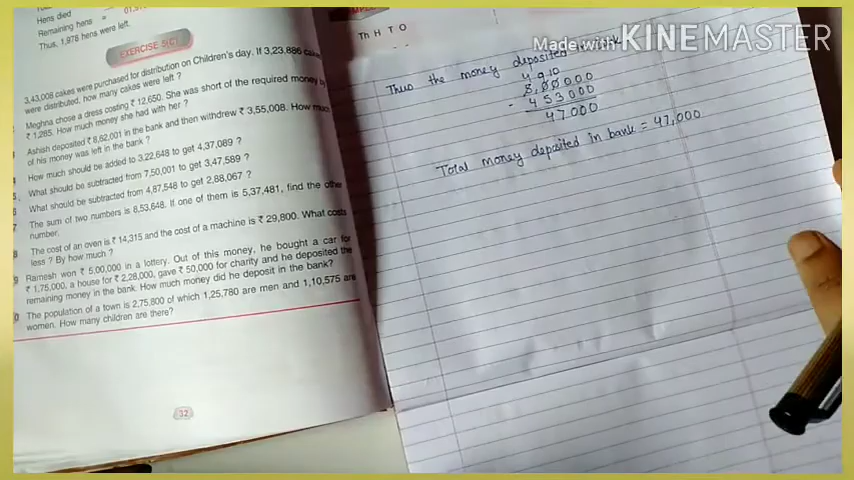 Hens died
Remaining hens =
Thus, 1,978 hens were left.
EXERCISE 5(C)
3,43,008 cakes were purchased for distribution on Children's day. If 3,23,886 cakes
were distributed, how many cakes were left ?
Meghna chose a dress costing ₹ 12,650. She was short of the required money by
₹ 1,285. How much money she had with her ?
Ashish deposited ₹ 8,62,001 in the bank and then withdrew ₹ 3,55,008. How much
of his money was left in the bank ?
How much should be added to 3,22,648 to get 4,37,089 ?
What should be subtracted from 7,50,001 to get 3,47,589 ?
What should be subtracted from 4,87,548 to get 2,88,067 ?
7 The sum of two numbers is 8,53,648. If one of them is 5,37,481, find the other
number.
8 The cost of an oven is ₹ 14,315 and the cost of a machine is ₹ 29,800. What costs
less ? By how much ?
9 Ramesh won ₹ 5,00,000 in a lottery. Out of this money, he bought a car for
₹ 1,75,000, a house for ₹ 2,28,000, gave ₹ 50,000 for charity and he deposited the
remaining money in the bank. How much money did he deposit in the bank?
0 The population of a town is 2,75,800 of which 1,25,780 are men and 1,10,575 are
women. How many children are there?
32
Th H T O
Made with KINEMASTER
Thus the money deposited
4 9 10
5,00000
- 453000
47000
Total money deposited in bank = 47,000